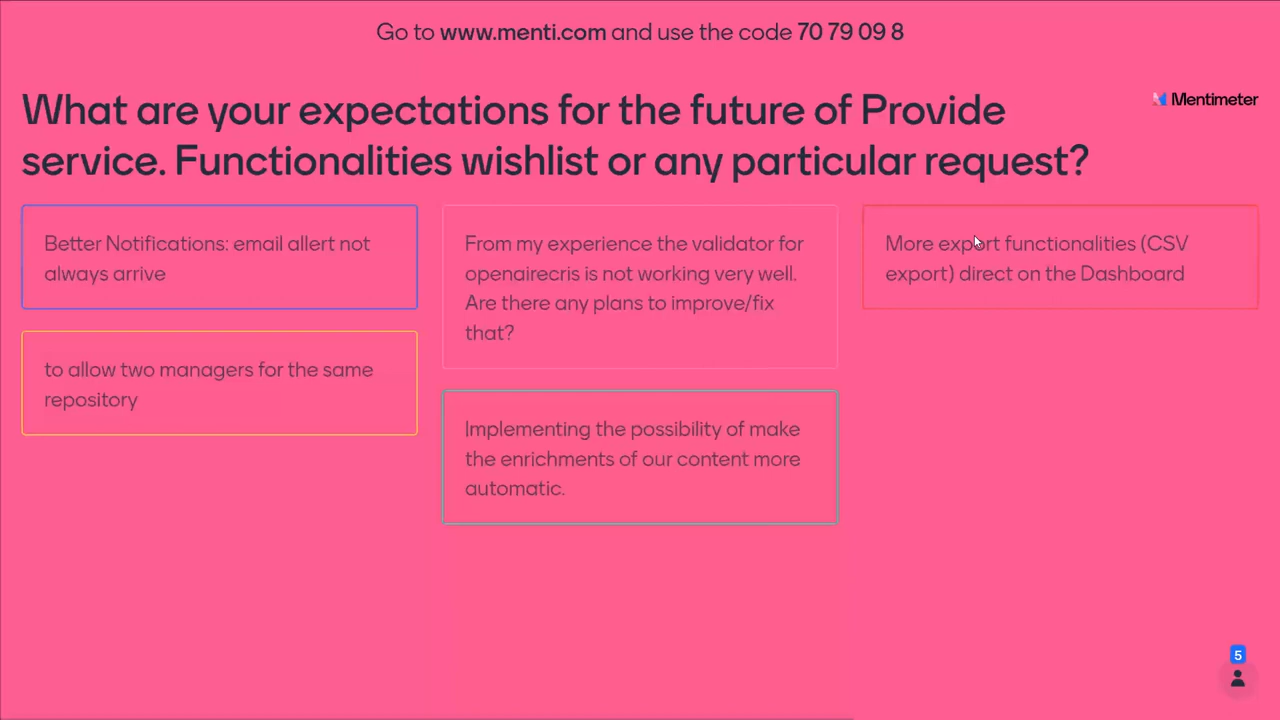 Go to www.menti.com and use the code 70 79 09 8
What are your expectations for the future of Provide
service. Functionalities wishlist or any particular request?
Mentimeter
Better Notifications: email allert not
always arrive
to allow two managers for the same
repository
From my experience the validator for
openairecris is not working very well.
Are there any plans to improve/fix
that?
Implementing the possibility of make
the enrichments of our content more
automatic.
More export functionalities (CSV
export) direct on the Dashboard
5